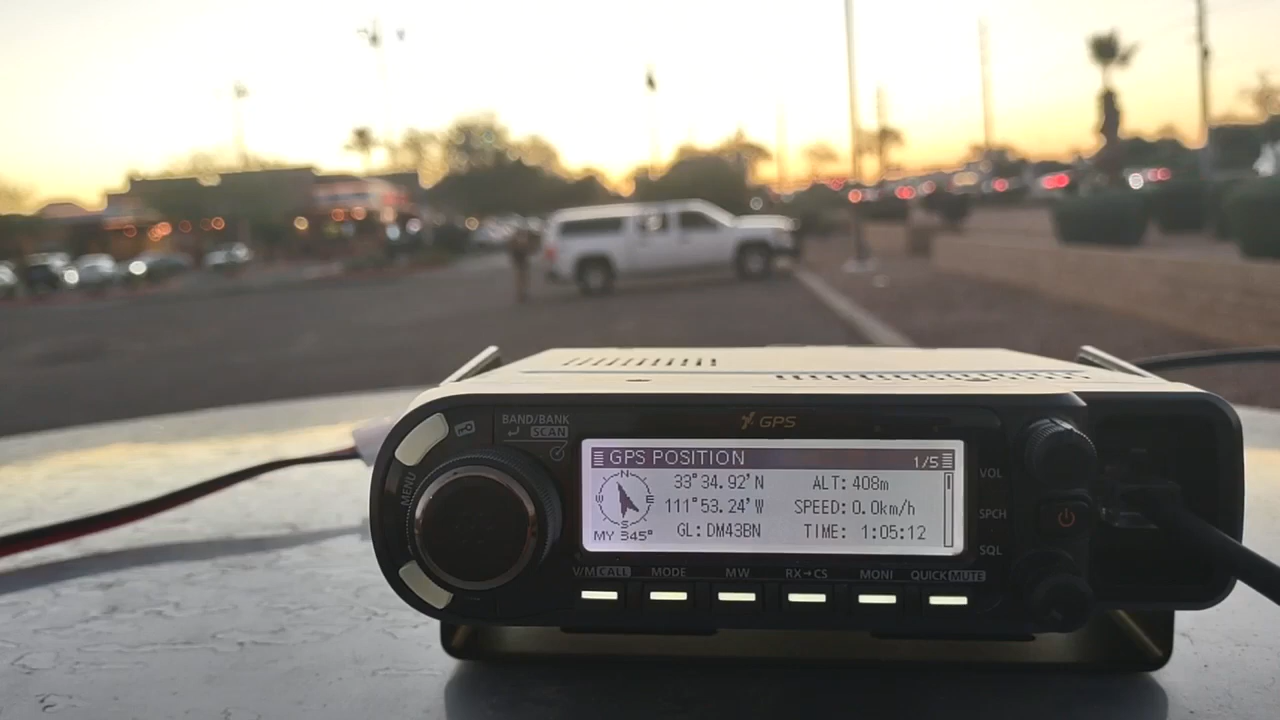 BAND/BANK
SCAN
GPS
MENU
GPS POSITION 1/5
N
W E
S
MY 345°
33°34.92'N
111°53.24'W
GL: DM43BN
ALT: 408m
SPEED: 0.0km/h
TIME: 1:05:12
VOL
SPCH
SQL
V/M CALL MODE MW RX→CS MONI QUICK MUTE